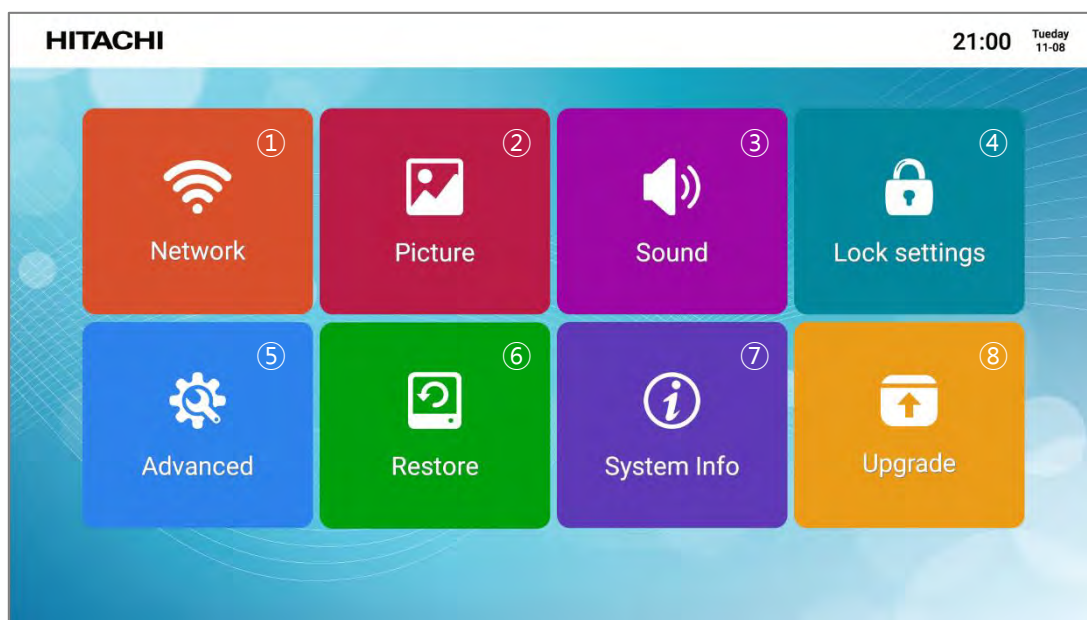 HITACHI
21:00
Tueday
11-08
①
Network
②
Picture
③
Sound
④
Lock settings
⑤
Advanced
⑥
Restore
⑦
System Info
⑧
Upgrade